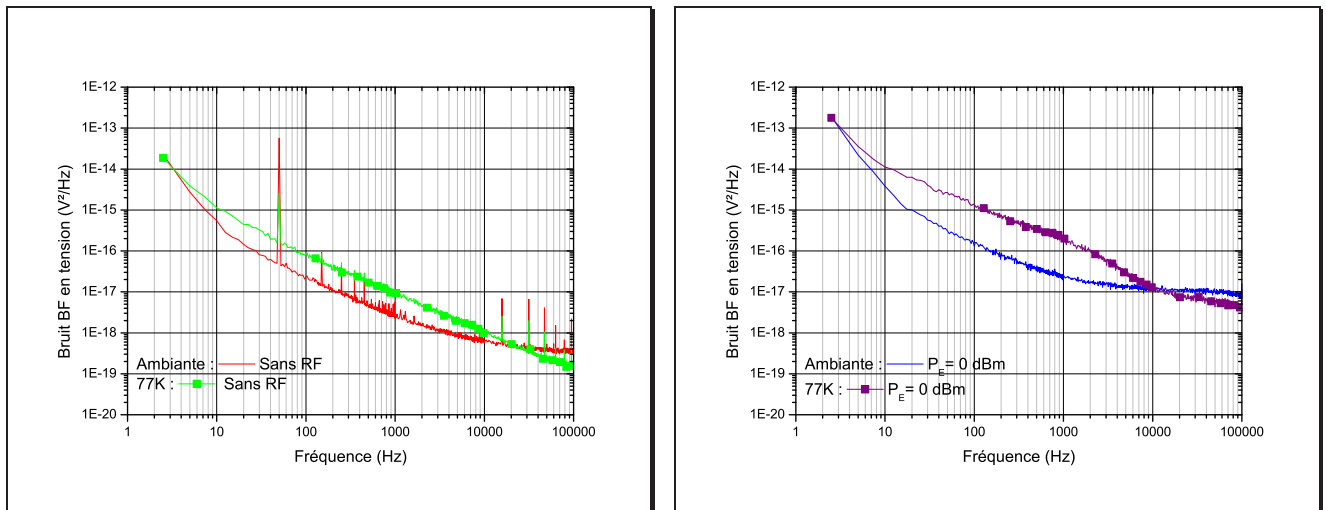 1E-12
1E-13
1E-14
1E-15
1E-16
1E-17
1E-18
1E-19
1E-20
Bruit BF en tension (V²/Hz)
Ambiante : Sans RF
77K : Sans RF
1 10 100 1000 10000 100000
Fréquence (Hz)
1E-12
1E-13
1E-14
1E-15
1E-16
1E-17
1E-18
1E-19
1E-20
Bruit BF en tension (V²/Hz)
Ambiante : PE= 0 dBm
77K : PE= 0 dBm
1 10 100 1000 10000 100000
Fréquence (Hz)